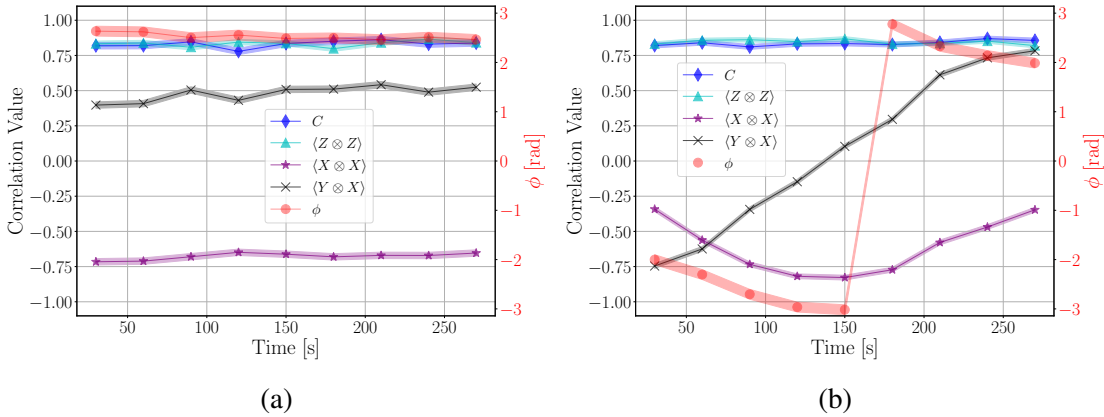 1.00
0.75
0.50
0.25
0.00
−0.25
−0.50
−0.75
−1.00
Correlation Value
50
100
150
200
250
Time [s]
3
2
1
0
−1
−2
−3
ϕ [rad]
C
⟨Z ⊗ Z⟩
⟨X ⊗ X⟩
⟨Y ⊗ X⟩
ϕ
(a)
1.00
0.75
0.50
0.25
0.00
−0.25
−0.50
−0.75
−1.00
Correlation Value
50
100
150
200
250
Time [s]
3
2
1
0
−1
−2
−3
ϕ [rad]
C
⟨Z ⊗ Z⟩
⟨X ⊗ X⟩
⟨Y ⊗ X⟩
ϕ
(b)